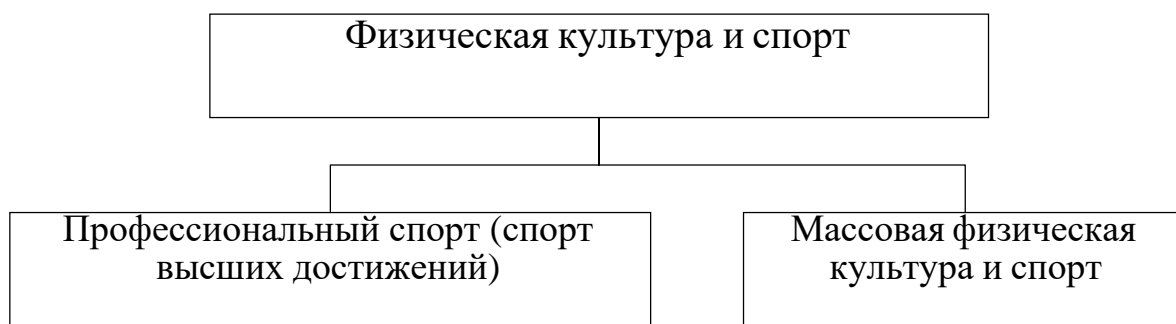 Физическая культура и спорт
Профессиональный спорт (спорт
высших достижений)
Массовая физическая
культура и спорт